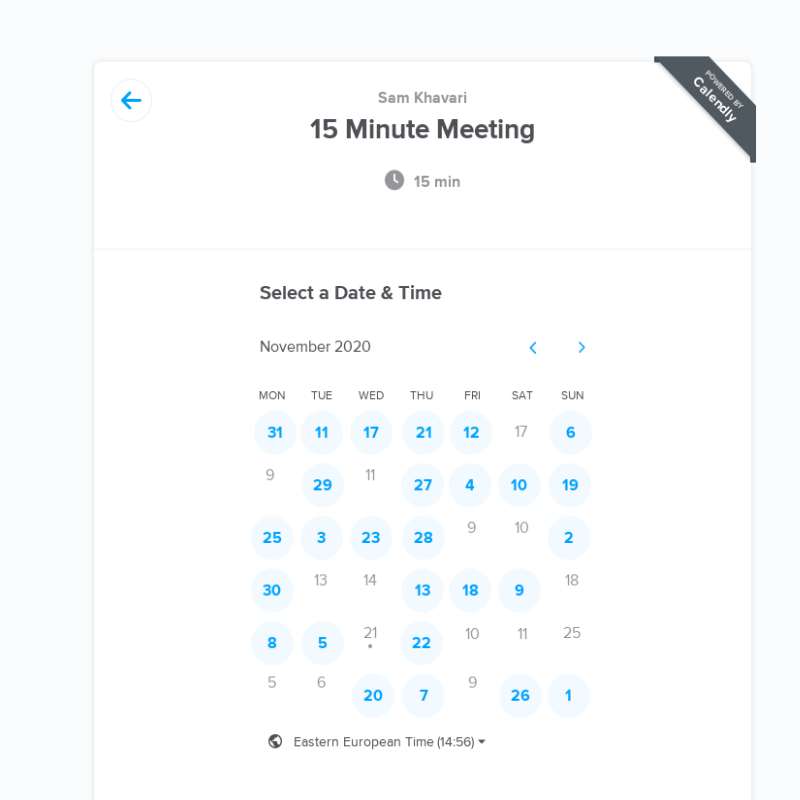 POWERED BY
Calendly
Sam Khavari
15 Minute Meeting
15 min
Select a Date & Time
November 2020
MON TUE WED THU FRI SAT SUN
31 11 17 21 12 17 6
9 29 11 27 4 10 19
25 3 23 28 9 10 2
30 13 14 13 18 9 18
8 5 21 22 10 11 25
5 6 20 7 9 26 1
Eastern European Time (14:56)